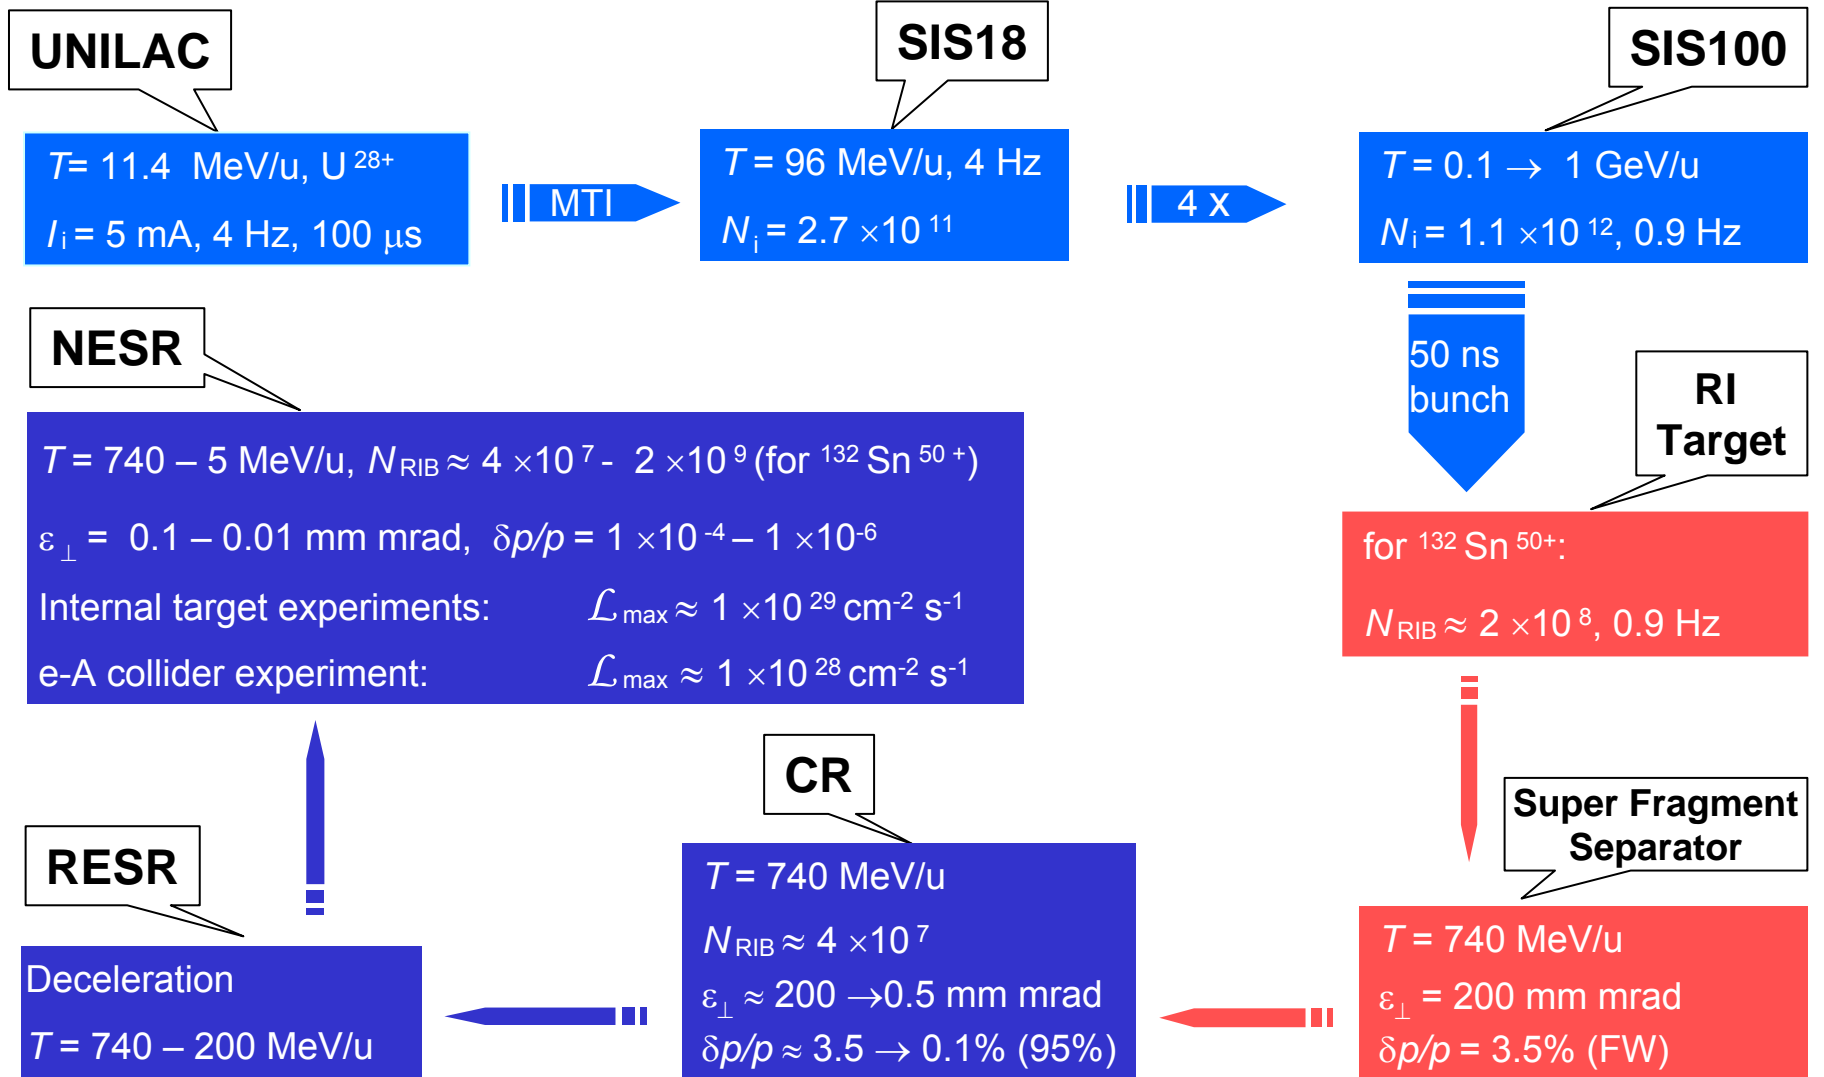 UNILAC
T= 11.4 MeV/u, U 28+
Ii = 5 mA, 4 Hz, 100 μs
MTI
SIS18
T = 96 MeV/u, 4 Hz
Ni = 2.7 ×10 11
4 x
SIS100
T = 0.1 → 1 GeV/u
Ni = 1.1 ×10 12, 0.9 Hz
50 ns
bunch
RI
Target
for 132 Sn 50+:
NRIB ≈ 2 ×10 8, 0.9 Hz
Super Fragment
Separator
T = 740 MeV/u
ε⊥ = 200 mm mrad
δp/p = 3.5% (FW)
CR
T = 740 MeV/u
NRIB ≈ 4 ×10 7
ε⊥ ≈ 200 →0.5 mm mrad
δp/p ≈ 3.5 → 0.1% (95%)
RESR
Deceleration
T = 740 – 200 MeV/u
NESR
T = 740 – 5 MeV/u, NRIB ≈ 4 ×10 7 - 2 ×10 9 (for 132 Sn 50 +)
ε⊥ = 0.1 – 0.01 mm mrad, δp/p = 1 ×10 -4 – 1 ×10-6
Internal target experiments: ℒmax ≈ 1 ×10 29 cm-2 s-1
e-A collider experiment: ℒmax ≈ 1 ×10 28 cm-2 s-1